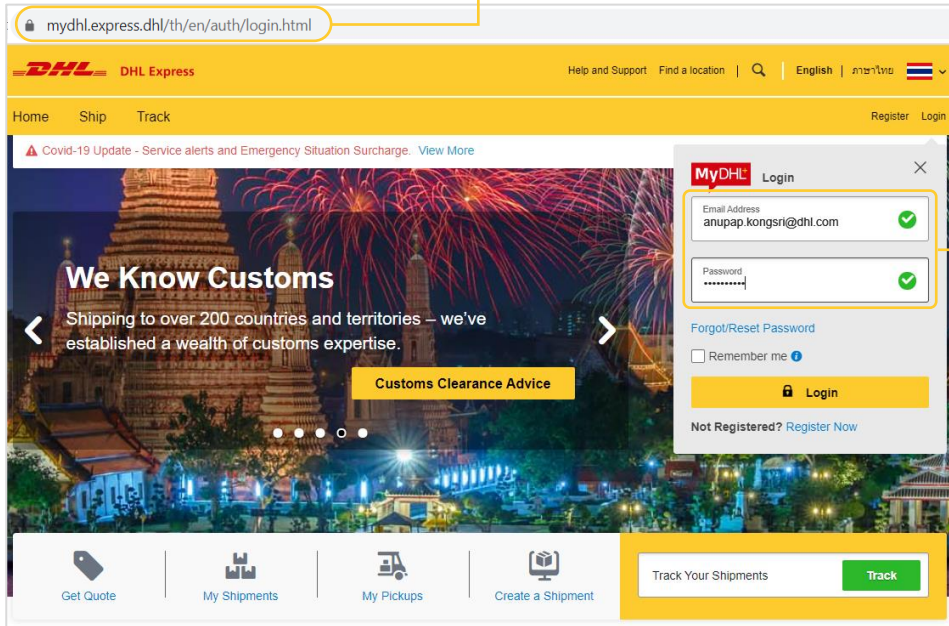 mydhl.express.dhl/th/en/auth/login.html
DHL DHL Express
Help and Support Find a location | English | ภาษาไทย
Home Ship Track
Register Login
Covid-19 Update - Service alerts and Emergency Situation Surcharge. View More
MyDHL+ Login
Email Address
anupap.kongsri@dhl.com
Password
••••••••••
Forgot/Reset Password
Remember me
Login
Not Registered? Register Now
We Know Customs
Shipping to over 200 countries and territories – we've
established a wealth of customs expertise.
Customs Clearance Advice
Get Quote
My Shipments
My Pickups
Create a Shipment
Track Your Shipments
Track